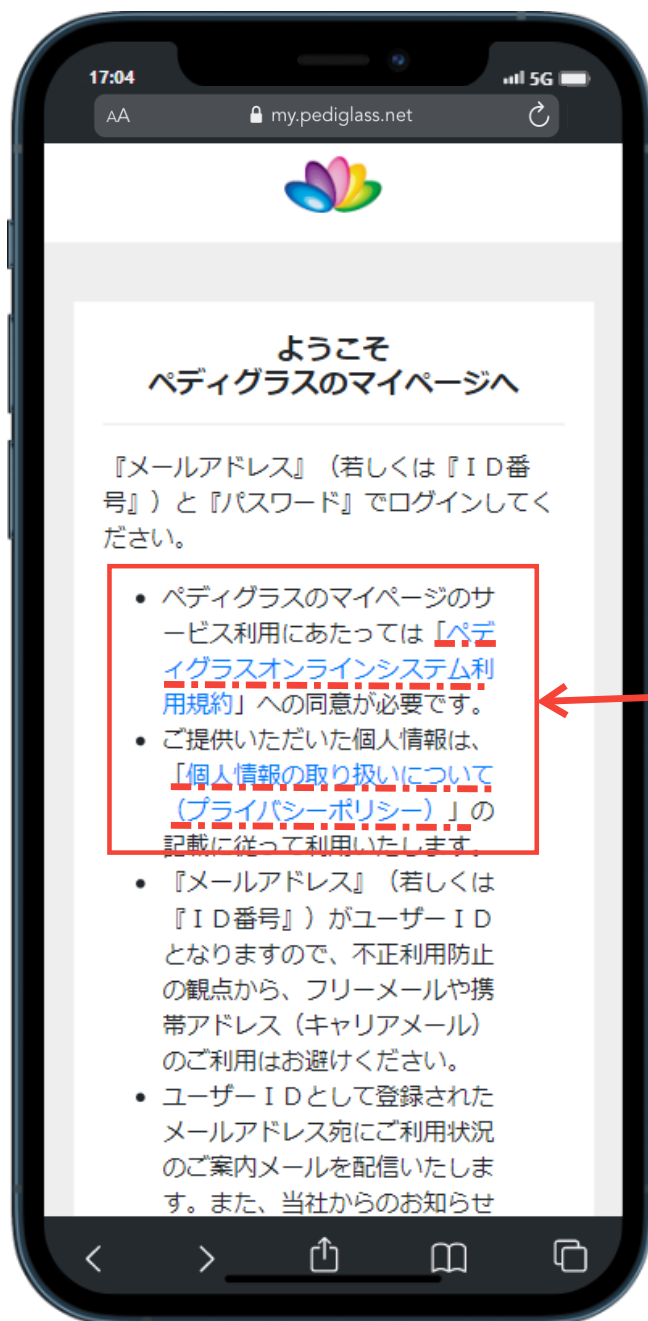 17:04
5G
AA
my.pediglass.net
ようこそ
ペディグラスのマイページへ
『メールアドレス』（若しくは『ＩＤ番
号』）と『パスワード』でログインしてく
ださい。
• ペディグラスのマイページのサ
ービス利用にあたっては「ペデ
ィグラスオンラインシステム利
用規約」への同意が必要です。
• ご提供いただいた個人情報は、
「個人情報の取り扱いについて
（プライバシーポリシー）」の
記載に従って利用いたします。
• 『メールアドレス』（若しくは
『ＩＤ番号』）がユーザーＩＤ
となりますので、不正利用防止
の観点から、フリーメールや携
帯アドレス（キャリアメール）
のご利用はお避けください。
• ユーザーＩＤとして登録された
メールアドレス宛にご利用状況
のご案内メールを配信いたしま
す。また、当社からのお知らせ